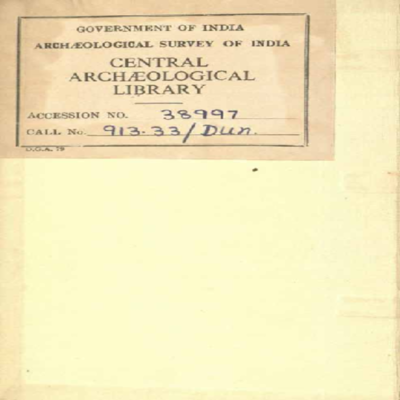 GOVERNMENT OF INDIA
ARCHÆOLOGICAL SURVEY OF INDIA
CENTRAL
ARCHÆOLOGICAL
LIBRARY
ACCESSION NO. 38997
CALL No. 913.33/Dun.
D.G.A. 79